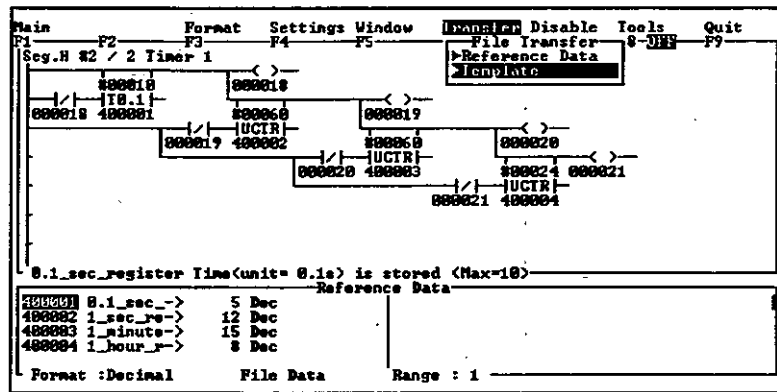 Main Format Settings Window Transfer Disable Tools Quit
F1 F2 F3 F4 F5 File Transfer 8-OFF F9
Seg.H #2 / 2 Timer 1 ▶Reference Data
▶Template
#00010 000018
000018 T0.1 400001 #00060 000019
000019 UCTR 400002 #00060 000020
000020 UCTR 400003 #00024 000021
000021 UCTR 400004
0.1_sec_register Time(unit= 0.1s) is stored (Max=10)
Reference Data
400001 0.1_sec_-> 5 Dec
400002 1_sec_re-> 12 Dec
400003 1_minute-> 15 Dec
400004 1_hour_r-> 8 Dec
Format :Decimal File Data Range : 1